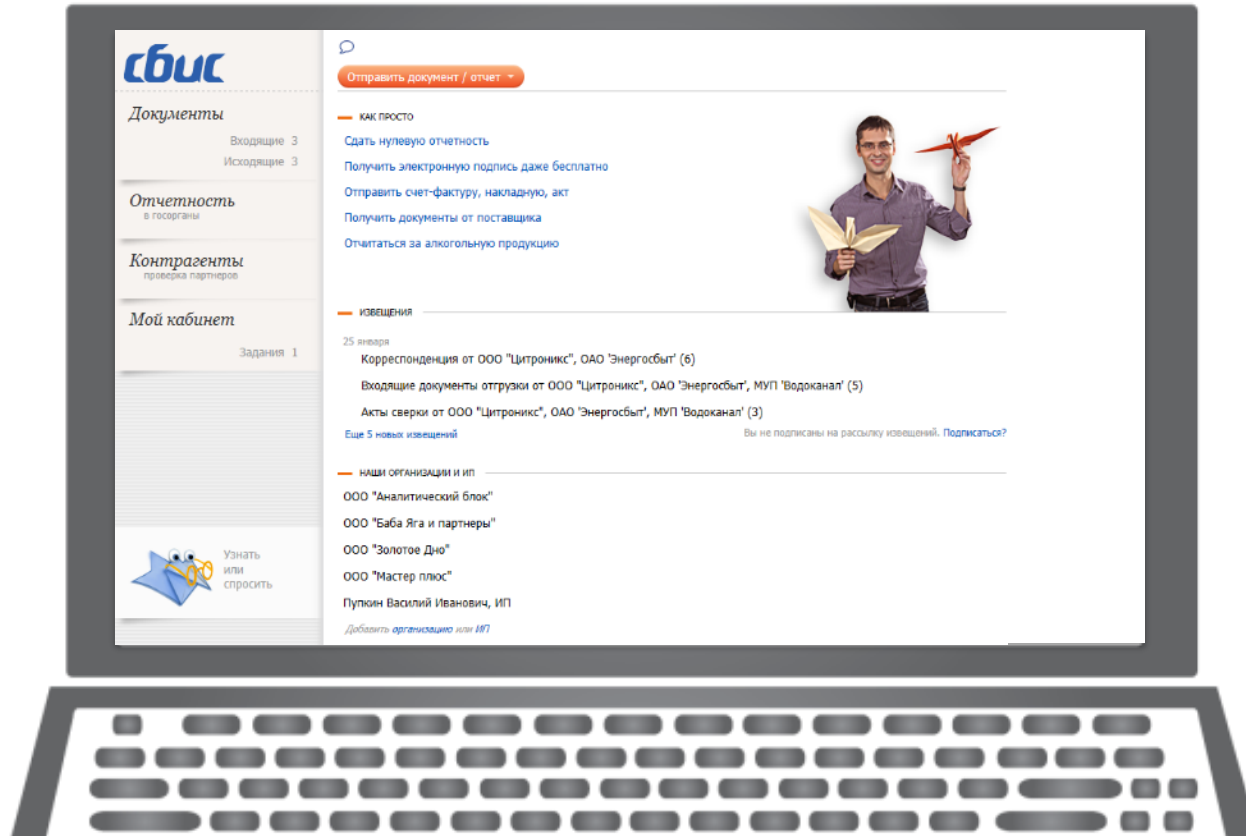 сбис
Документы
Входящие 3
Исходящие 3
Отчетность
в госорганы
Контрагенты
проверка партнеров
Мой кабинет
Задания 1
Узнать
или
спросить
Отправить документ / отчет
КАК ПРОСТО
Сдать нулевую отчетность
Получить электронную подпись даже бесплатно
Отправить счет-фактуру, накладную, акт
Получить документы от поставщика
Отчитаться за алкогольную продукцию
ИЗВЕЩЕНИЯ
25 января
Корреспонденция от ООО "Цитроникс", ОАО 'Энергосбыт' (6)
Входящие документы отгрузки от ООО "Цитроникс", ОАО 'Энергосбыт', МУП 'Водоканал' (5)
Акты сверки от ООО "Цитроникс", ОАО 'Энергосбыт', МУП 'Водоканал' (3)
Еще 5 новых извещений Вы не подписаны на рассылку извещений. Подписаться?
НАШИ ОРГАНИЗАЦИИ И ИП
ООО "Аналитический блок"
ООО "Баба Яга и партнеры"
ООО "Золотое Дно"
ООО "Мастер плюс"
Пупкин Василий Иванович, ИП
Добавить организацию или ИП